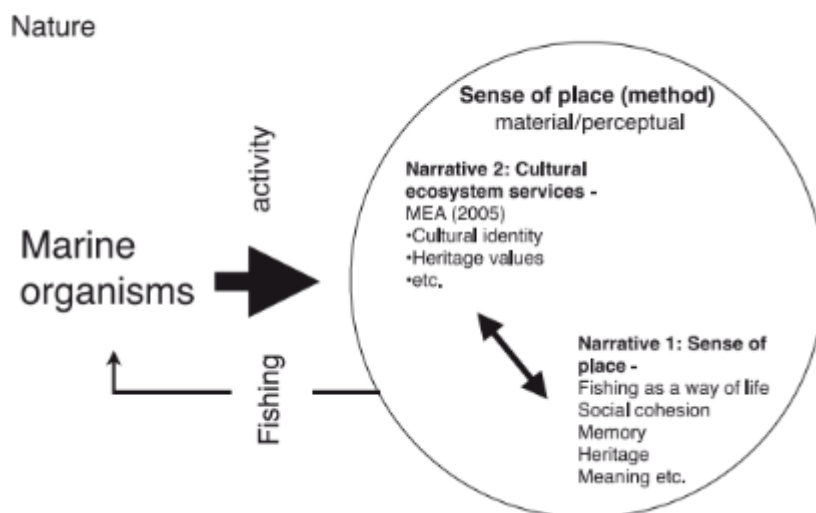 Nature
Sense of place (method)
material/perceptual
activity
Narrative 2: Cultural
ecosystem services -
MEA (2005)
•Cultural identity
•Heritage values
•etc.
Marine
organisms
Fishing
Narrative 1: Sense of
place -
Fishing as a way of life
Social cohesion
Memory
Heritage
Meaning etc.